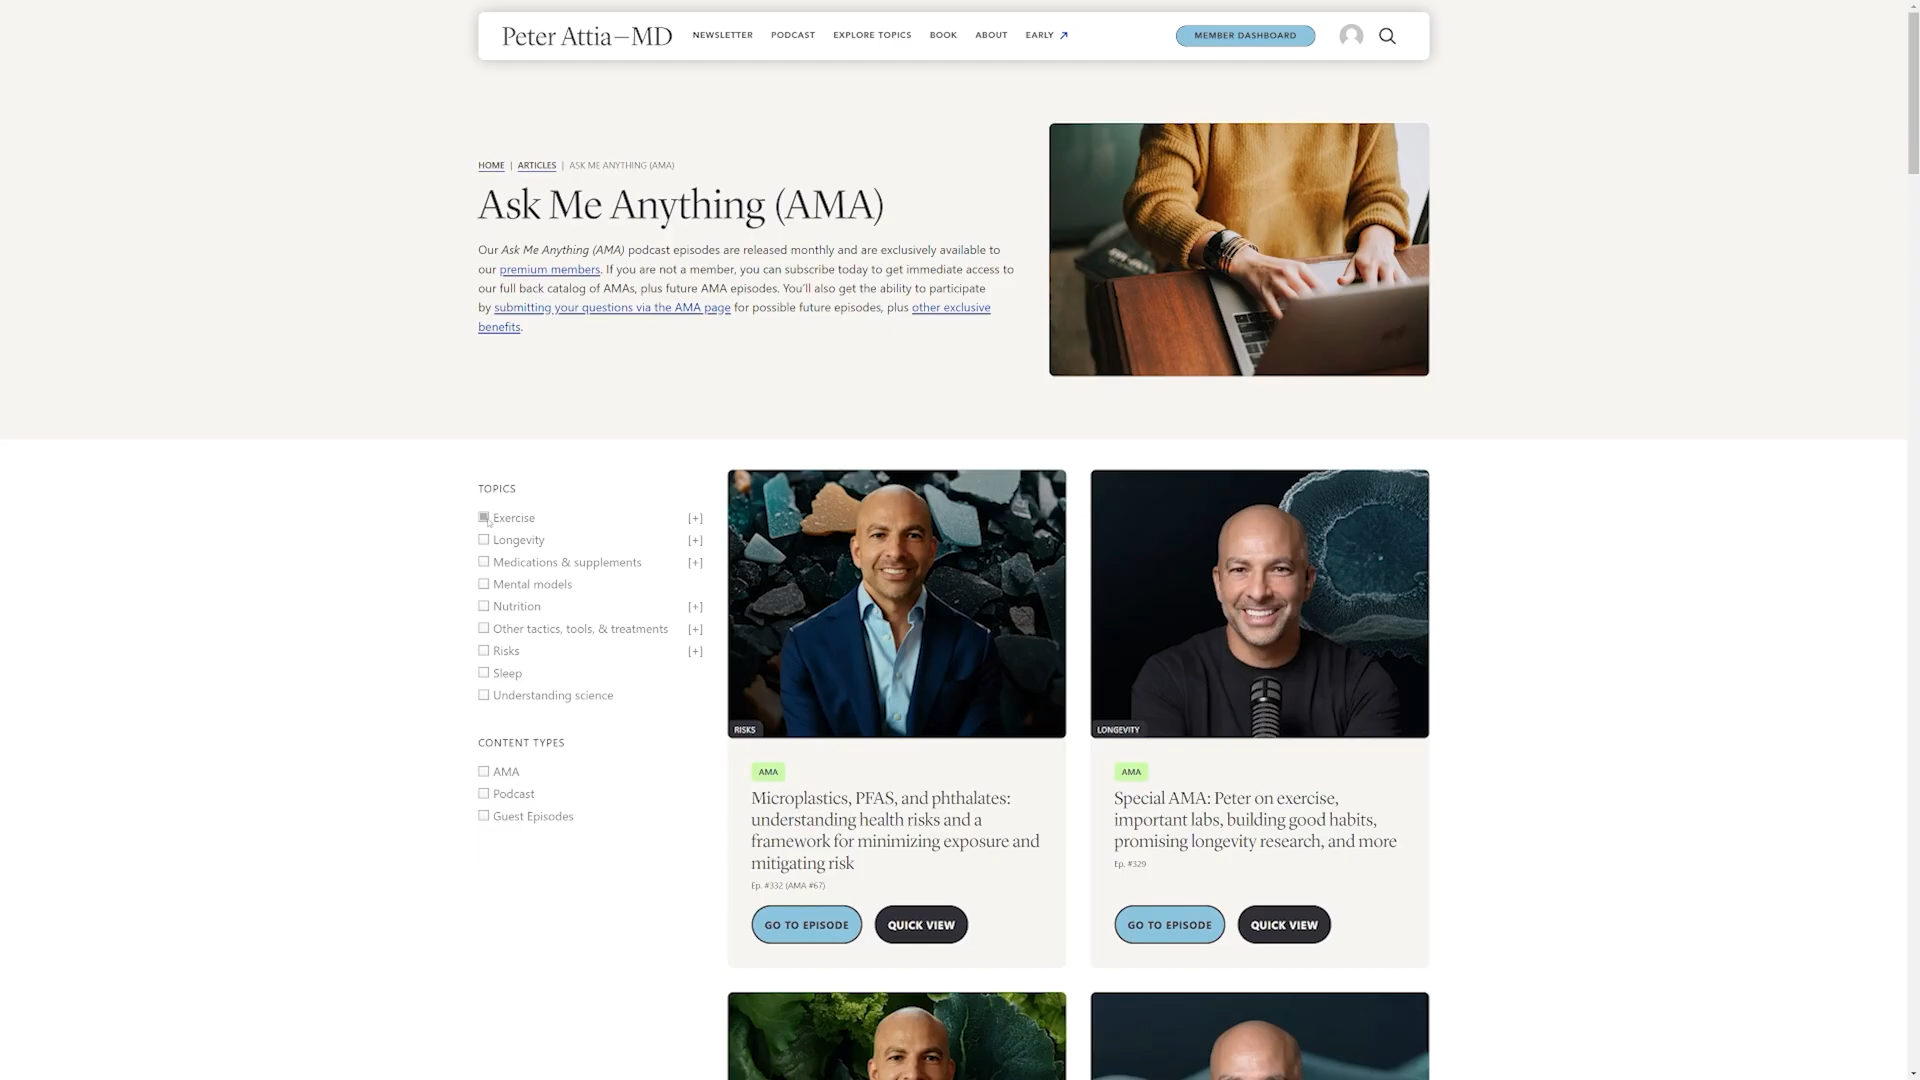 Peter Attia—MD
NEWSLETTER
PODCAST
EXPLORE TOPICS
BOOK
ABOUT
EARLY
MEMBER DASHBOARD
HOME | ARTICLES | ASK ME ANYTHING (AMA)
Ask Me Anything (AMA)
Our Ask Me Anything (AMA) podcast episodes are released monthly and are exclusively available to
our premium members. If you are not a member, you can subscribe today to get immediate access to
our full back catalog of AMAs, plus future AMA episodes. You'll also get the ability to participate
by submitting your questions via the AMA page for possible future episodes, plus other exclusive
benefits.
TOPICS
Exercise [+]
Longevity [+]
Medications & supplements [+]
Mental models
Nutrition [+]
Other tactics, tools, & treatments [+]
Risks [+]
Sleep
Understanding science
CONTENT TYPES
AMA
Podcast
Guest Episodes
RISKS
AMA
Microplastics, PFAS, and phthalates:
understanding health risks and a
framework for minimizing exposure and
mitigating risk
Ep. #332 (AMA #67)
GO TO EPISODE
QUICK VIEW
LONGEVITY
AMA
Special AMA: Peter on exercise,
important labs, building good habits,
promising longevity research, and more
Ep. #329
GO TO EPISODE
QUICK VIEW